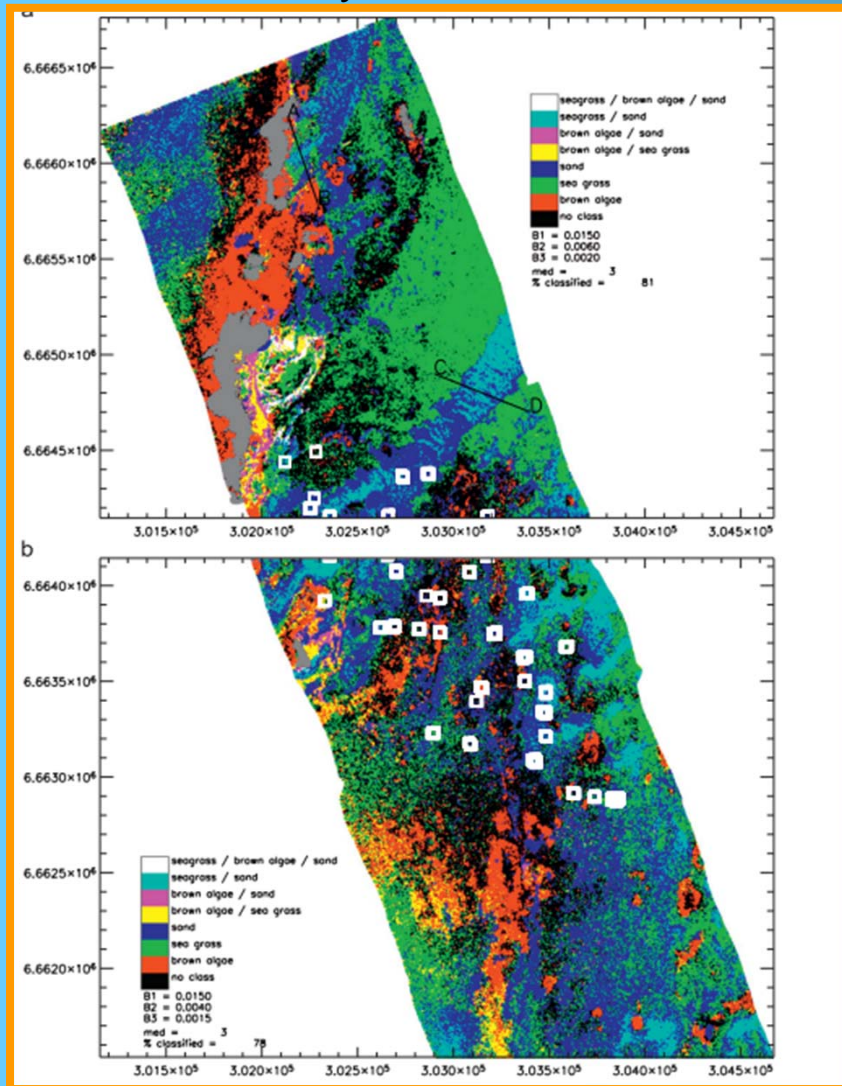 a
6.6665×10⁶
6.6660×10⁶
6.6655×10⁶
6.6650×10⁶
6.6645×10⁶
A
B
C
D
seagrass / brown algae / sand
seagrass / sand
brown algae / sand
brown algae / sea grass
sand
sea grass
brown algae
no class
B1 = 0.0150
B2 = 0.0060
B3 = 0.0020
med = 3
% classified = 81
3.015×10⁵ 3.020×10⁵ 3.025×10⁵ 3.030×10⁵ 3.035×10⁵ 3.040×10⁵ 3.045×10⁵
b
6.6640×10⁶
6.6635×10⁶
6.6630×10⁶
6.6625×10⁶
6.6620×10⁶
seagrass / brown algae / sand
seagrass / sand
brown algae / sand
brown algae / sea grass
sand
sea grass
brown algae
no class
B1 = 0.0150
B2 = 0.0040
B3 = 0.0015
med = 3
% classified = 78
3.015×10⁵ 3.020×10⁵ 3.025×10⁵ 3.030×10⁵ 3.035×10⁵ 3.040×10⁵ 3.045×10⁵